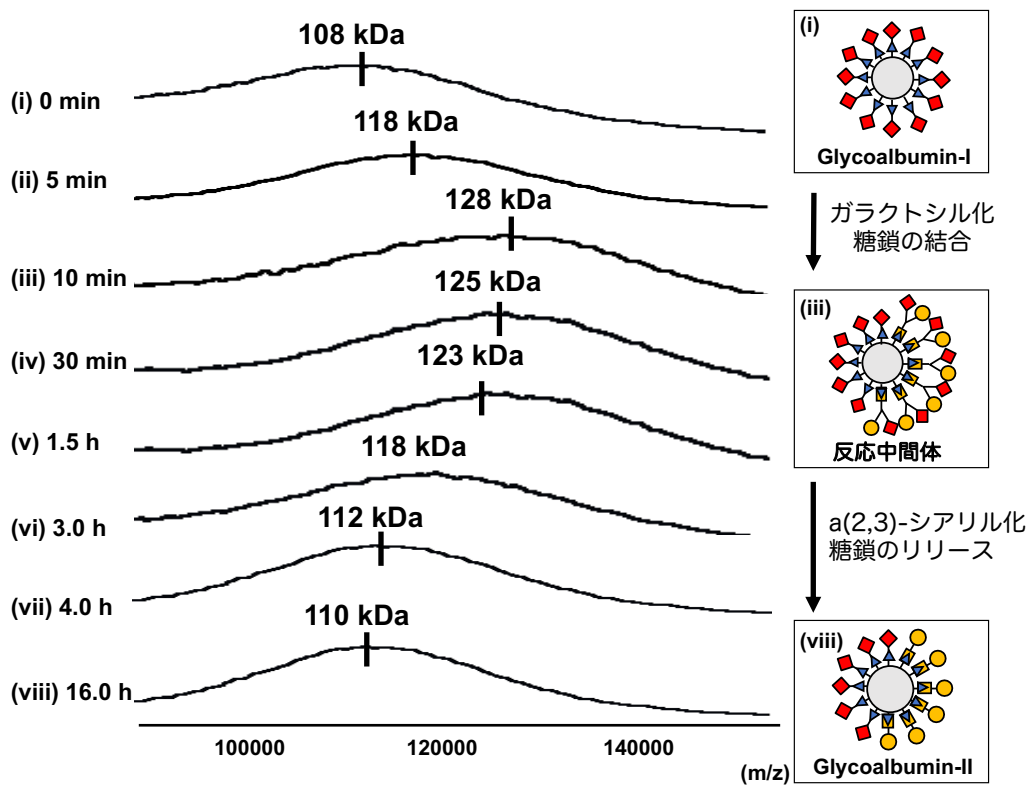 108 kDa
(i) 0 min
118 kDa
(ii) 5 min
128 kDa
(iii) 10 min
125 kDa
(iv) 30 min
123 kDa
(v) 1.5 h
118 kDa
(vi) 3.0 h
112 kDa
(vii) 4.0 h
110 kDa
(viii) 16.0 h
100000
120000
140000
(m/z)
(i)
Glycoalbumin-I
ガラクトシル化
糖鎖の結合
(iii)
反応中間体
a(2,3)-シアリル化
糖鎖のリリース
(viii)
Glycoalbumin-II